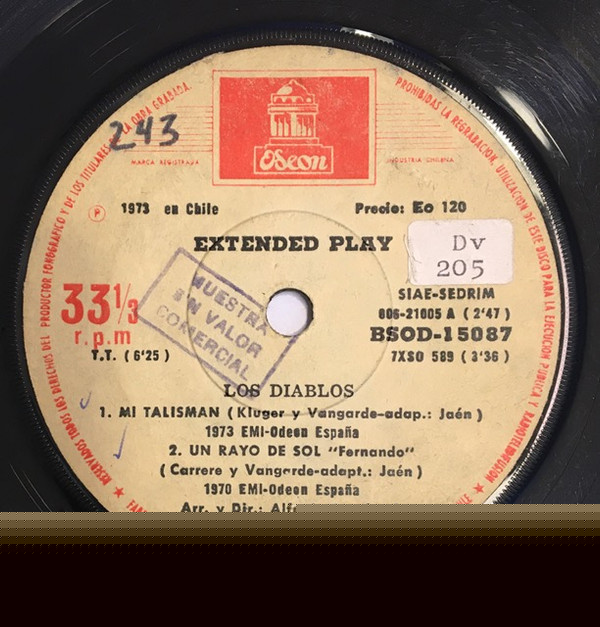 RESERVADOS TODOS LOS DERECHOS DEL PRODUCTOR FONOGRAFICO Y DE LOS TITULARES LA OBRA GRABADA.
PROHIBIDAS LA REGRABACION, UTILIZACION DE ESTE DISCO PARA LA EJECUCION PUBLICA Y RADIOTELEDIFUSION
243
Odeon
MARCA REGISTRADA
INDUSTRIA CHILENA
P
1973 en Chile
Precio: Eo 120
EXTENDED PLAY
Dv
205
33 1/3
r.p.m
T.T. (6'25)
SIAE-SEDRIM
806-21005 A (2'47)
BSOD-15087
7XSO 589 (3'36)
MUESTRA
SIN VALOR
COMERCIAL
LOS DIABLOS
1. MI TALISMAN (Kluger y Vangarde-adap.: Jaén)
1973 EMI-Odeon España
2. UN RAYO DE SOL "Fernando"
(Carrere y Vangarde-adapt.: Jaén)
1970 EMI-Odeon España
Arr. y Dir.: